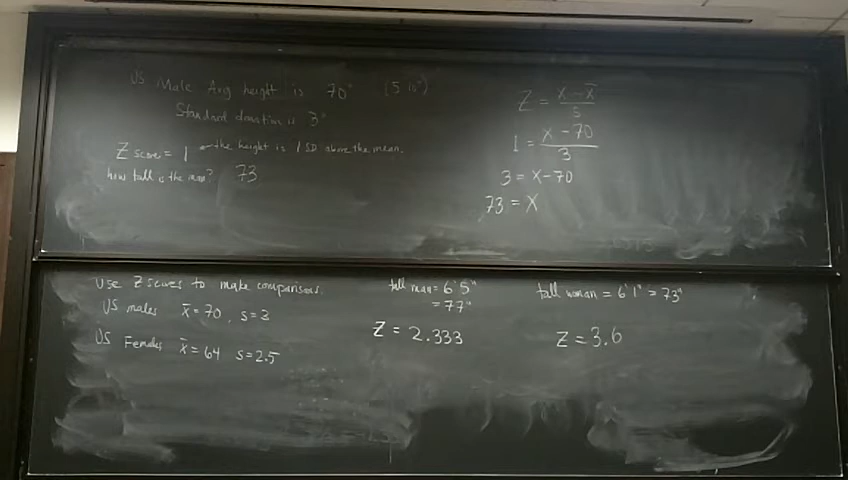 US Male Avg height is 70" (5'10")
Standard deviation is 3"
Z score = 1 the height is 1 SD above the mean.
how tall is the man? 73
Z = X - x̄ / s
1 = X - 70 / 3
3 = X - 70
73 = X
Use Z scores to make comparisons.
US males x̄ = 70, s = 3
US Females x̄ = 64 s = 2.5
tall man = 6'5"
= 77"
Z = 2.333
tall woman = 6'1" = 73"
Z = 3.6